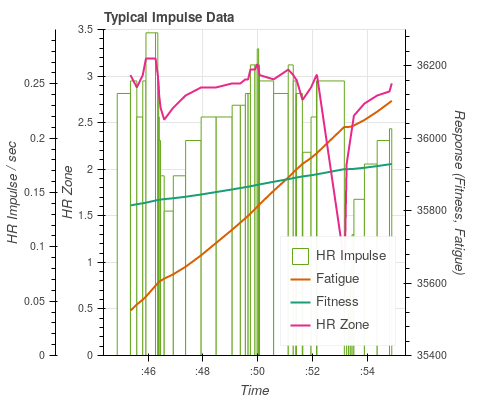 Typical Impulse Data
HR Impulse / sec
0.25
0.2
0.15
0.1
0.05
0
HR Zone
3.5
3
2.5
2
1.5
1
0.5
0
36200
36000
35800
35600
35400
Response (Fitness, Fatigue)
HR Impulse
Fatigue
Fitness
HR Zone
:46
:48
:50
:52
:54
Time